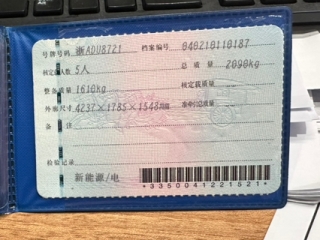 号牌号码 浙ADU8721 档案编号 040210110187
核定载人数 5人 总质量 2090kg
整备质量 1610kg 核定载质量
外廓尺寸 4237×1785×1548 准牵引总质量
备注
检验记录
新能源/电
*3350041221521*